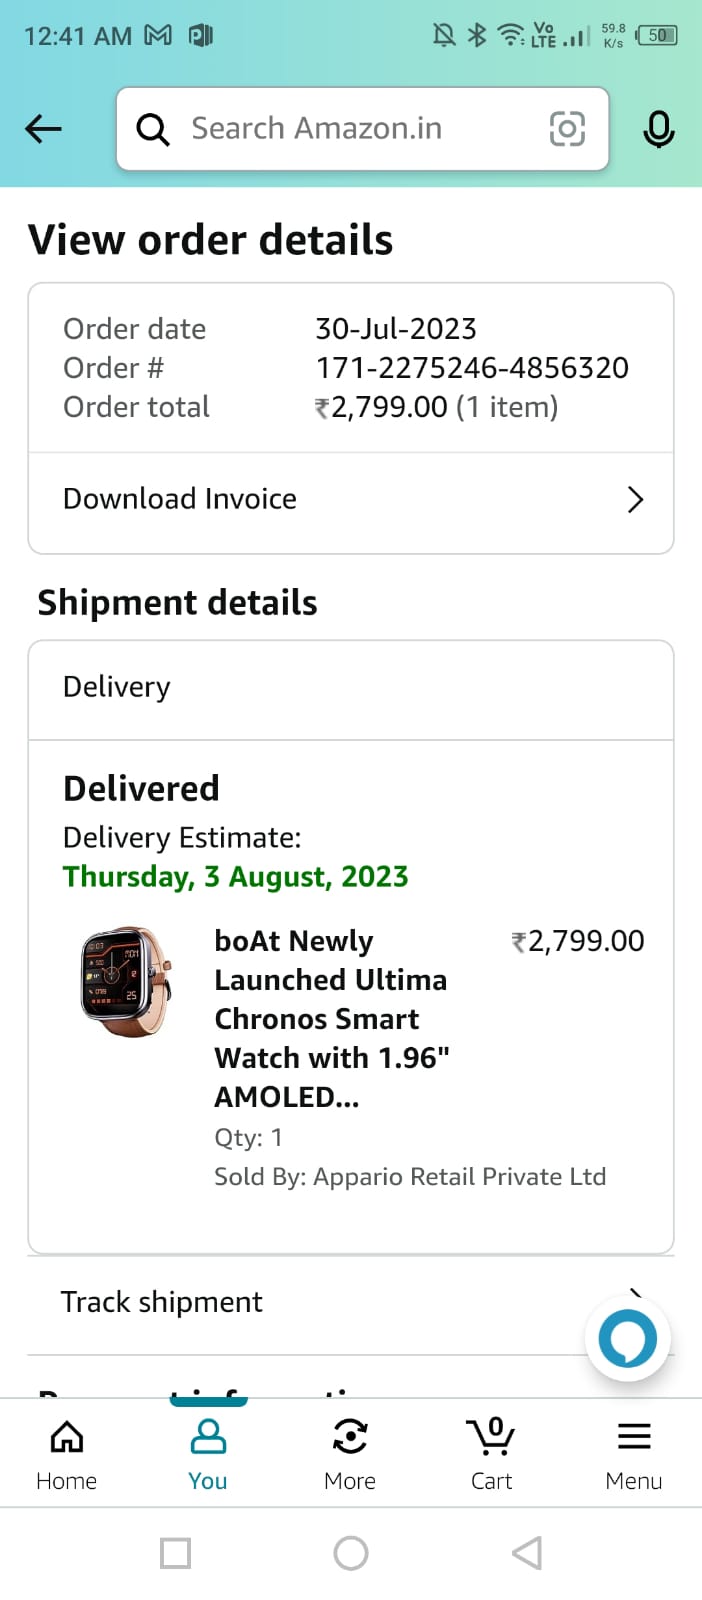 12:41 AM
Vo LTE
59.8 K/s
50
Search Amazon.in
View order details
Order date 30-Jul-2023
Order # 171-2275246-4856320
Order total ₹2,799.00 (1 item)
Download Invoice
Shipment details
Delivery
Delivered
Delivery Estimate:
Thursday, 3 August, 2023
boAt Newly ₹2,799.00
Launched Ultima
Chronos Smart
Watch with 1.96"
AMOLED...
Qty: 1
Sold By: Appario Retail Private Ltd
Track shipment
0
Home You More Cart Menu